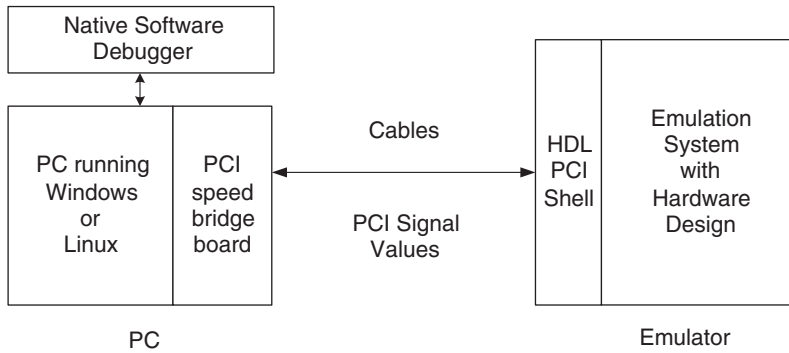 Native Software
Debugger
PC running
Windows
or
Linux
PCI
speed
bridge
board
Cables
PCI Signal
Values
HDL
PCI
Shell
Emulation
System
with
Hardware
Design
PC
Emulator